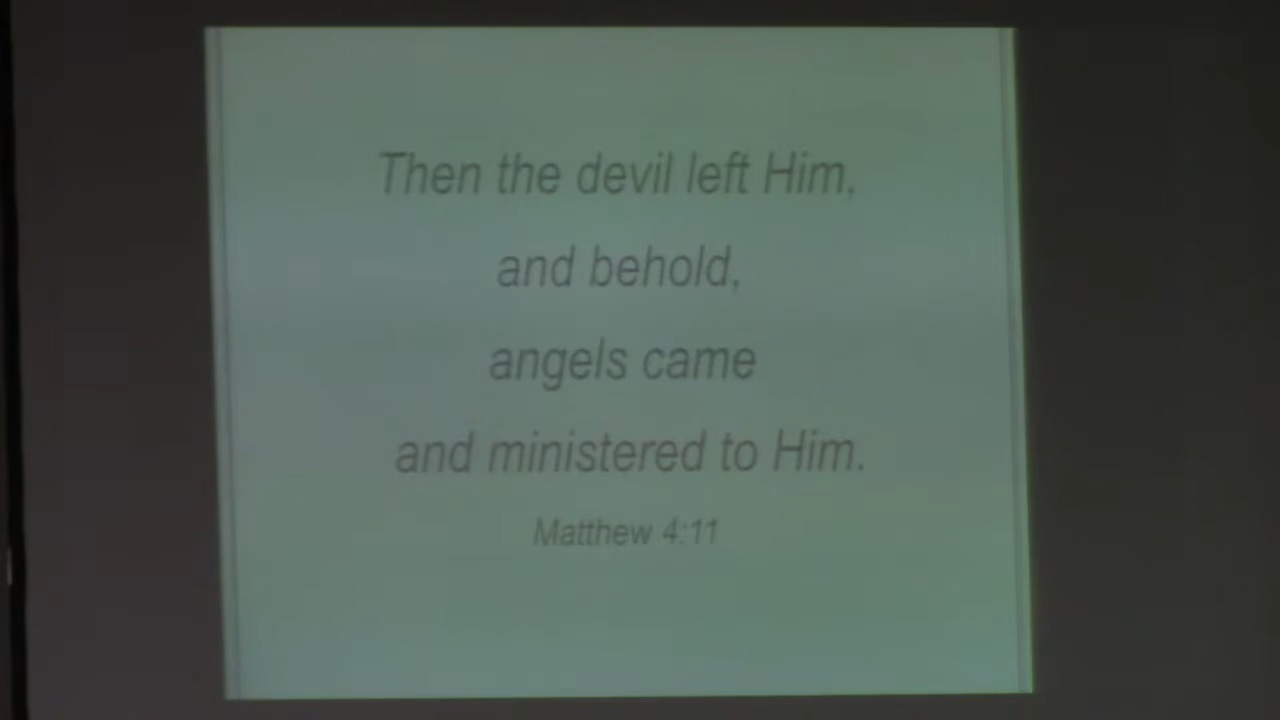 Then the devil left Him,
and behold,
angels came
and ministered to Him.
Matthew 4:11